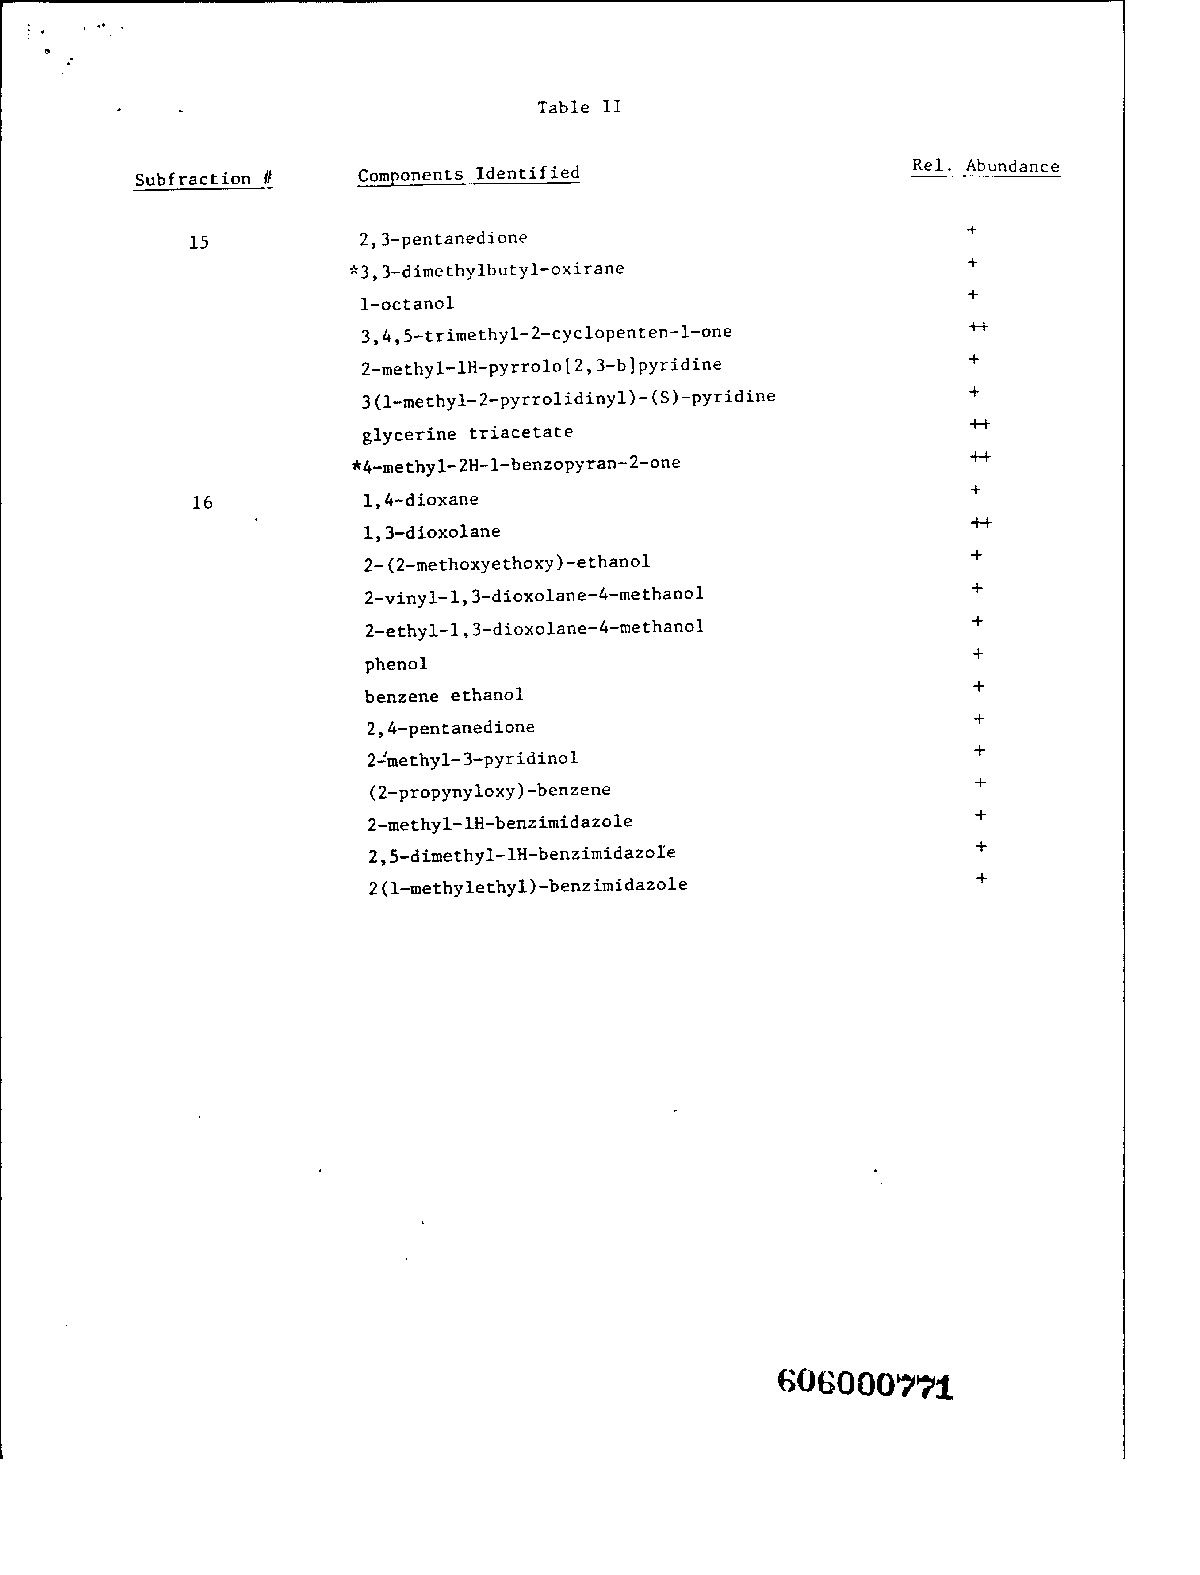 Table II
Subfraction # Components Identified Rel. Abundance
15 2,3-pentanedione +
*3,3-dimethylbutyl-oxirane +
1-octanol +
3,4,5-trimethyl-2-cyclopenten-1-one ++
2-methyl-1H-pyrrolo[2,3-b]pyridine +
3(1-methyl-2-pyrrolidinyl)-(S)-pyridine +
glycerine triacetate ++
*4-methyl-2H-1-benzopyran-2-one ++
16 1,4-dioxane +
1,3-dioxolane ++
2-(2-methoxyethoxy)-ethanol +
2-vinyl-1,3-dioxolane-4-methanol +
2-ethyl-1,3-dioxolane-4-methanol +
phenol +
benzene ethanol +
2,4-pentanedione +
2-methyl-3-pyridinol +
(2-propynyloxy)-benzene +
2-methyl-1H-benzimidazole +
2,5-dimethyl-1H-benzimidazole +
2(1-methylethyl)-benzimidazole +
606000771